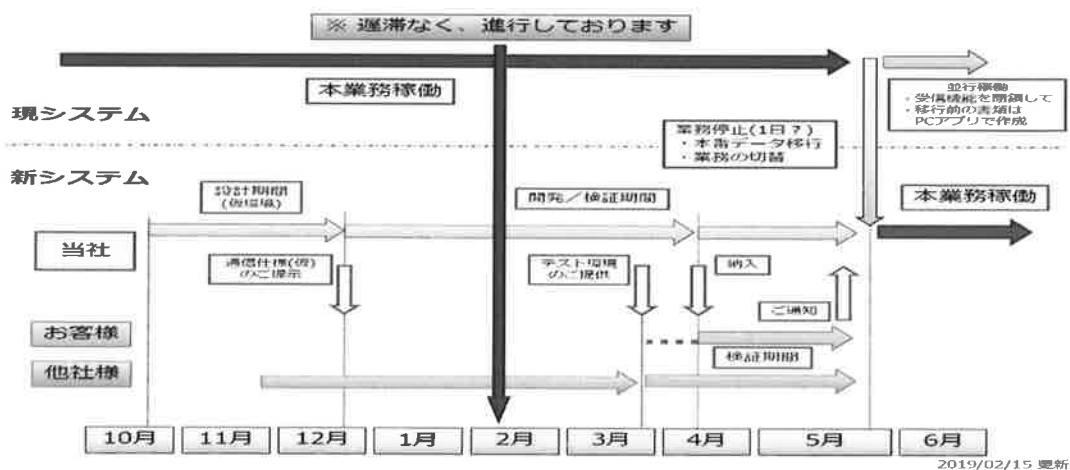 ※ 遅滞なく、進行しております
本業務稼働
並行稼働
・受信機能を閉鎖して
・移行前の書類は
PCアプリで作成
現システム
業務停止(1日？)
・本番データ移行
・業務の切替
新システム
設計期間
(仮環境)
開発／検証期間
本業務稼働
当社
通信仕様(仮)
のご提示
テスト環境
のご提供
納入
ご通知
お客様
検証期間
他社様
10月
11月
12月
1月
2月
3月
4月
5月
6月
2019/02/15 更新